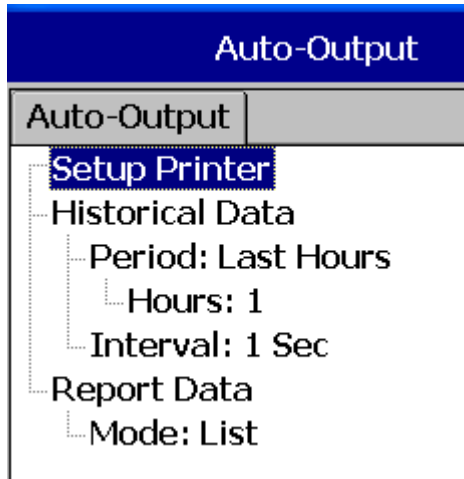 Auto-Output
Auto-Output
Setup Printer
Historical Data
Period: Last Hours
Hours: 1
Interval: 1 Sec
Report Data
Mode: List